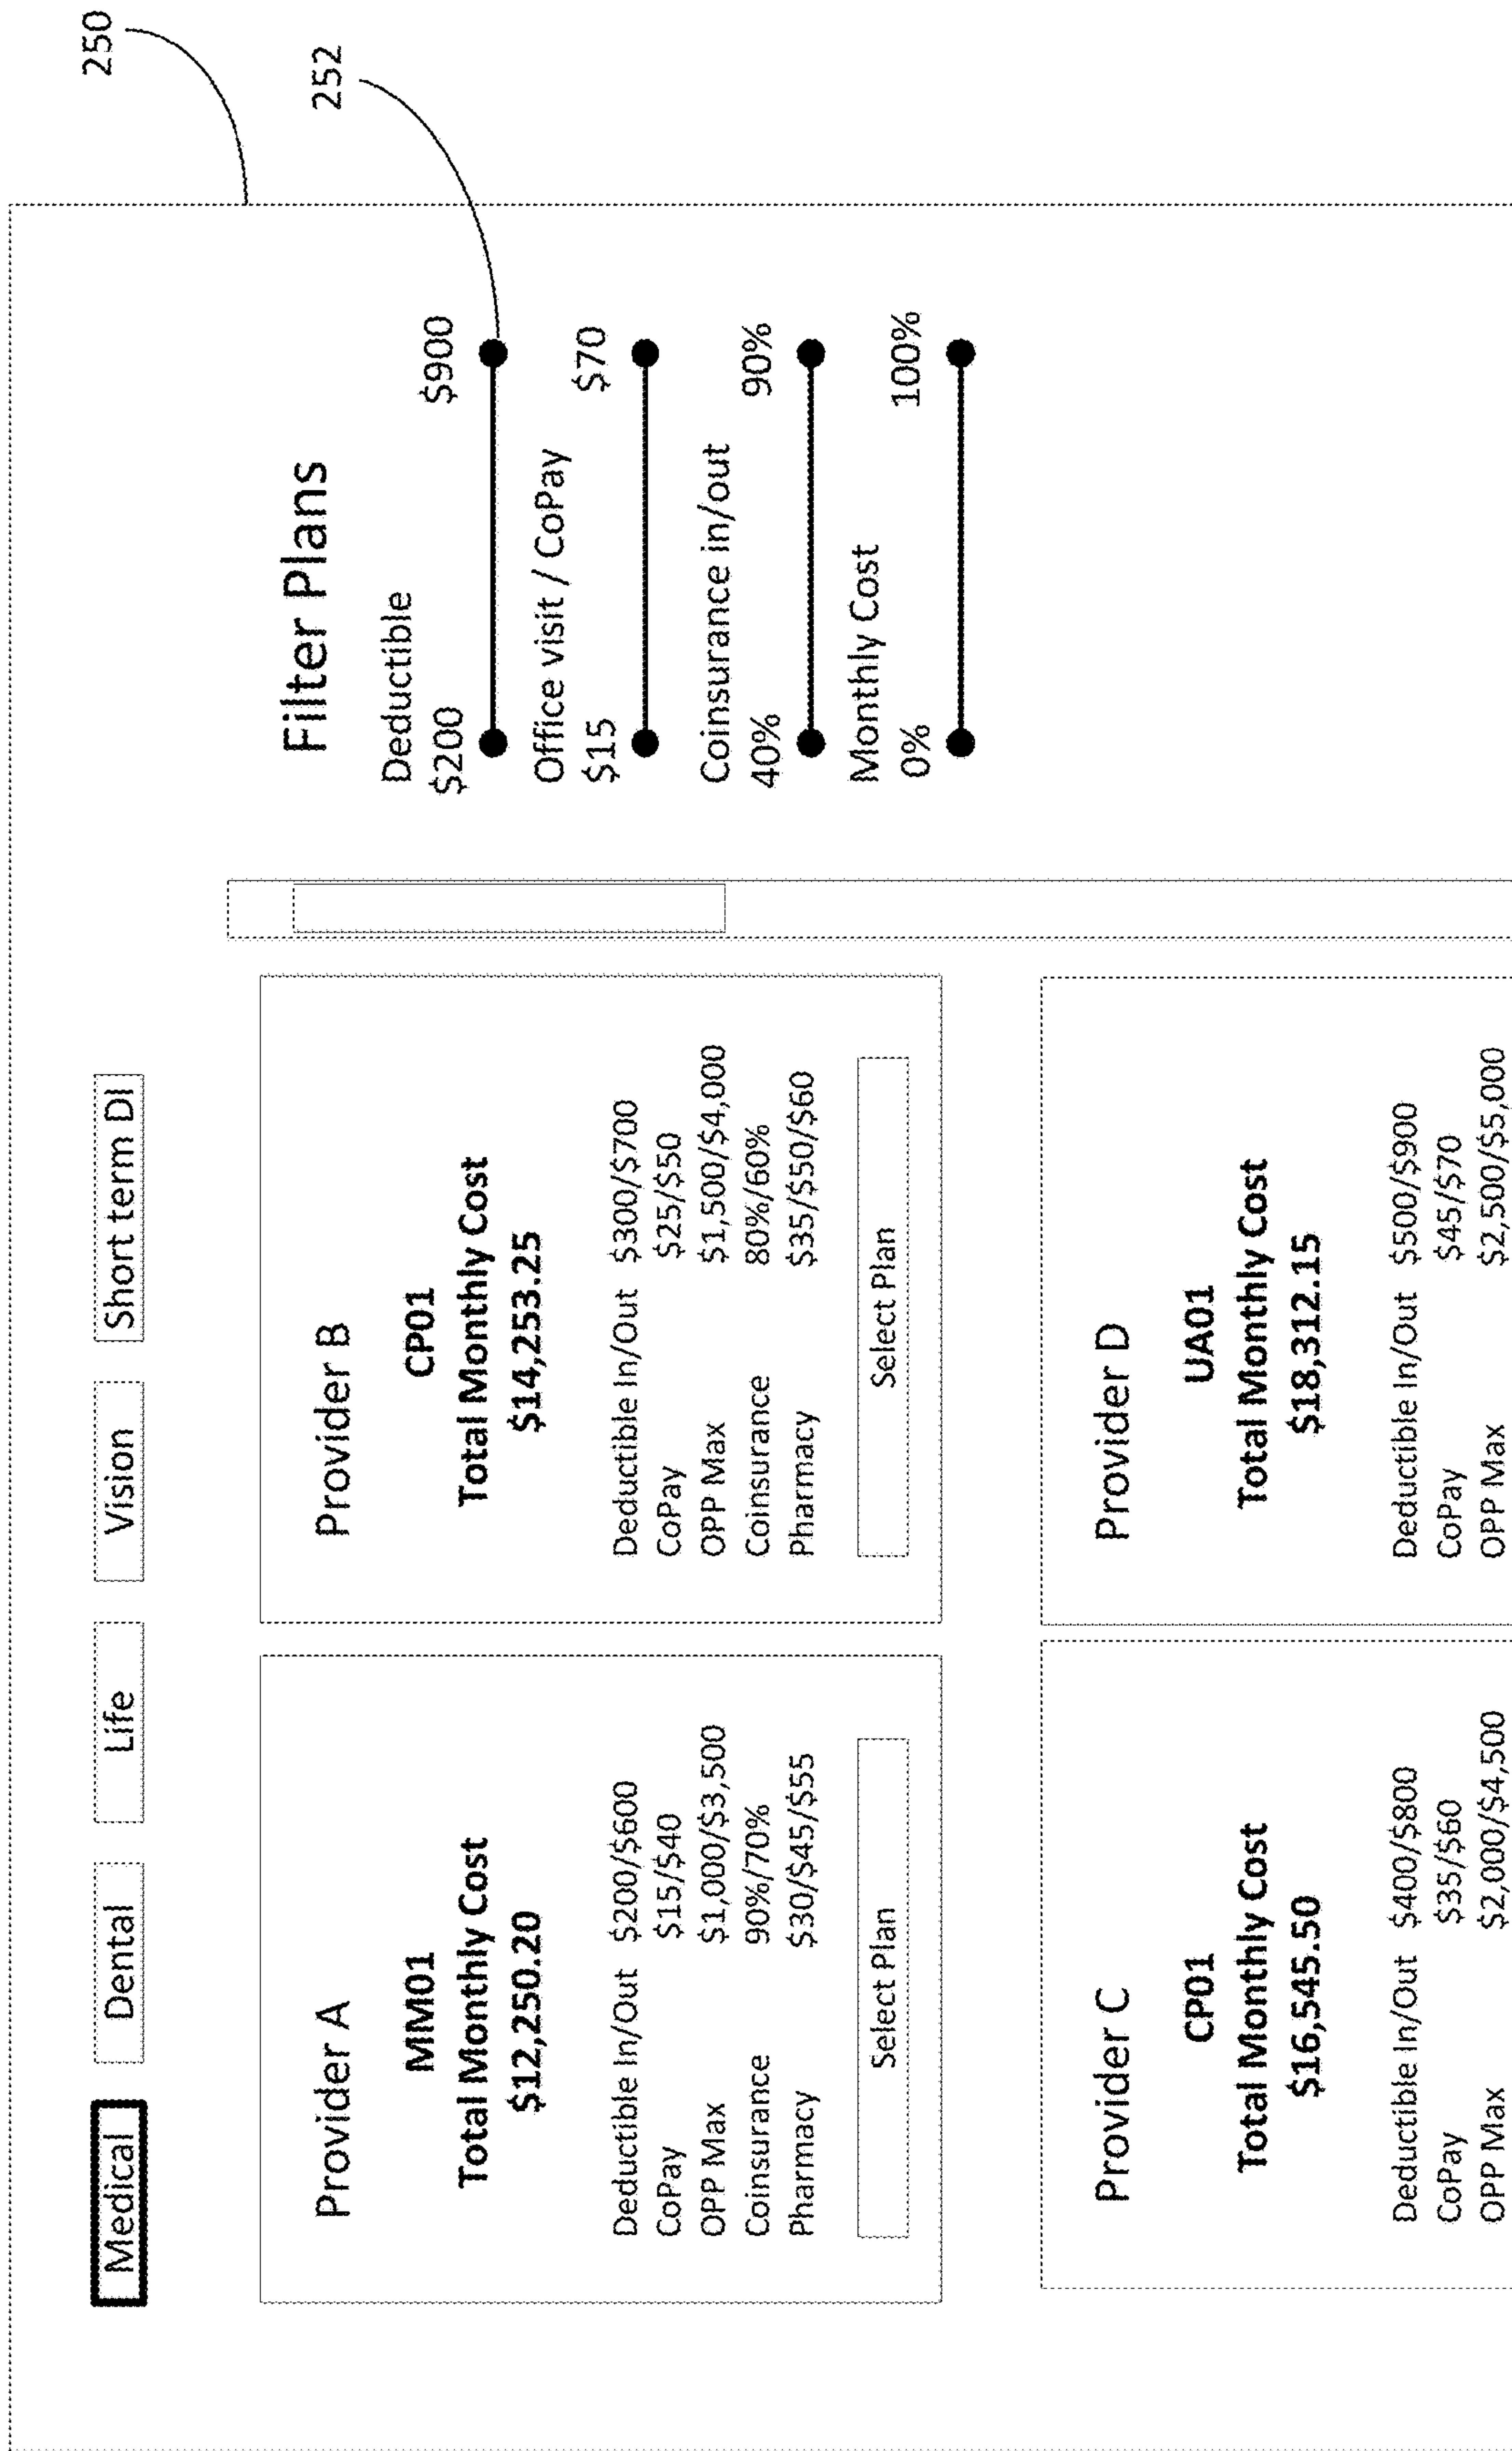 250
252
Medical
Dental
Life
Vision
Short term DI
Provider A
MM01
Total Monthly Cost
$12,250.20
Deductible In/Out $200/$600
CoPay $15/$40
OPP Max $1,000/$3,500
Coinsurance 90%/70%
Pharmacy $30/$45/$55
Select Plan
Provider B
CP01
Total Monthly Cost
$14,253.25
Deductible In/Out $300/$700
CoPay $25/$50
OPP Max $1,500/$4,000
Coinsurance 80%/60%
Pharmacy $35/$50/$60
Select Plan
Filter Plans
Deductible
$200 $900
Office visit / CoPay
$15 $70
Coinsurance in/out
40% 90%
Monthly Cost
0% 100%
Provider C
CP01
Total Monthly Cost
$16,545.50
Deductible In/Out $400/$800
CoPay $35/$60
OPP Max $2,000/$4,500
Provider D
UA01
Total Monthly Cost
$18,312.15
Deductible In/Out $500/$900
CoPay $45/$70
OPP Max $2,500/$5,000